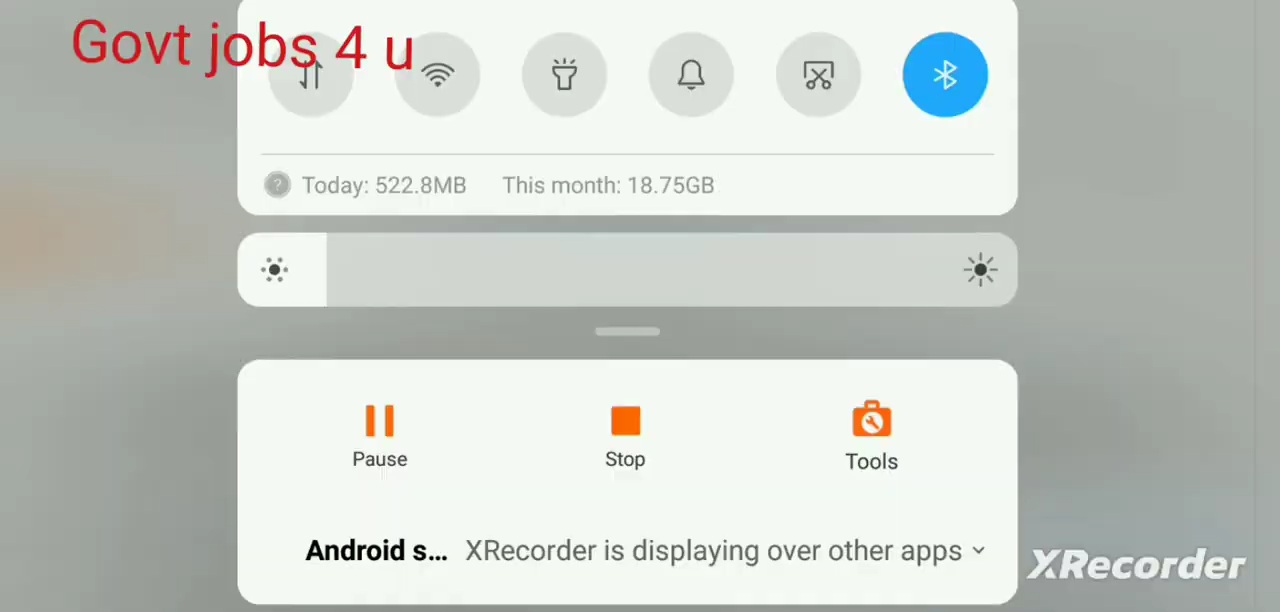 Govt jobs 4 u
Today: 522.8MB This month: 18.75GB
Pause Stop Tools
Android s... XRecorder is displaying over other apps
XRecorder